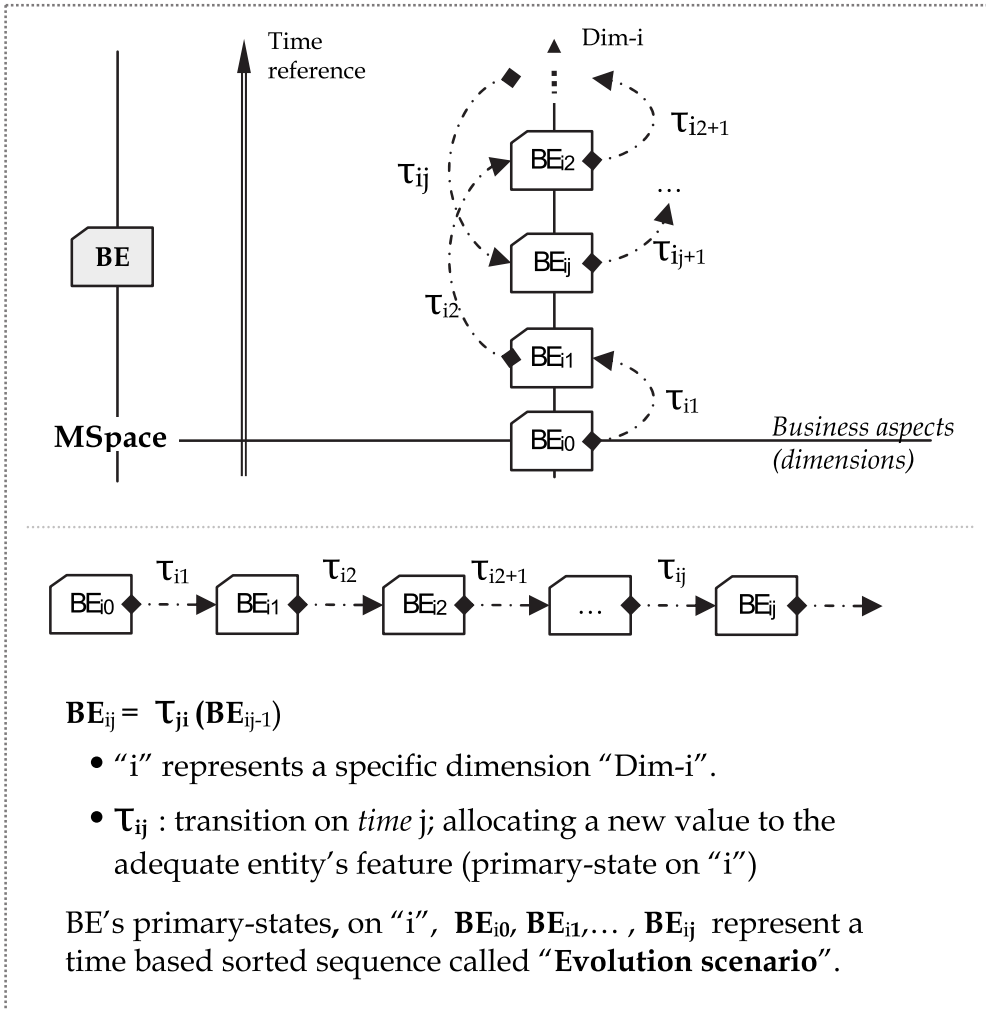 Time
reference
Dim-i
τi2+1
BEi2
τij
…
BE
BEij
τij+1
τi2
BEi1
τi1
MSpace
BEi0
Business aspects
(dimensions)
τi1
τi2
τi2+1
τij
BEi0
BEi1
BEi2
…
BEij
BEij = τji (BEij-1)
• “i” represents a specific dimension “Dim-i”.
• τij : transition on time j; allocating a new value to the
adequate entity’s feature (primary-state on “i”)
BE’s primary-states, on “i”, BEi0, BEi1,… , BEij represent a
time based sorted sequence called “Evolution scenario”.